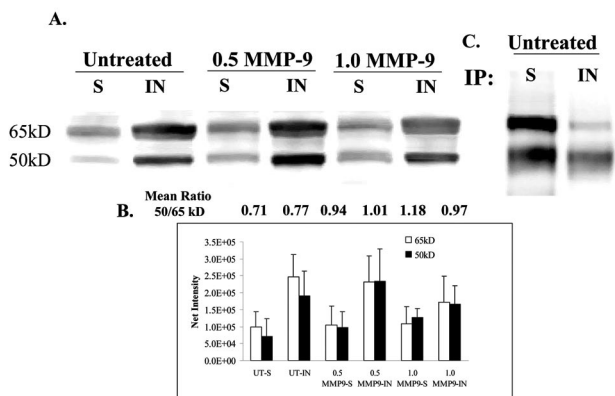 A.
Untreated 0.5 MMP-9 1.0 MMP-9
S IN S IN S IN
65kD
50kD
C.
Untreated
IP: S IN
Mean Ratio
50/65 kD 0.71 0.77 0.94 1.01 1.18 0.97
B.
3.5E+05
3.0E+05
2.5E+05
2.0E+05
1.5E+05
1.0E+05
5.0E+04
0.0E+00
Net Intensity
65kD
50kD
UT-S UT-IN 0.5 0.5 1.0 1.0
MMP9-S MMP9-IN MMP9-S MMP9-IN